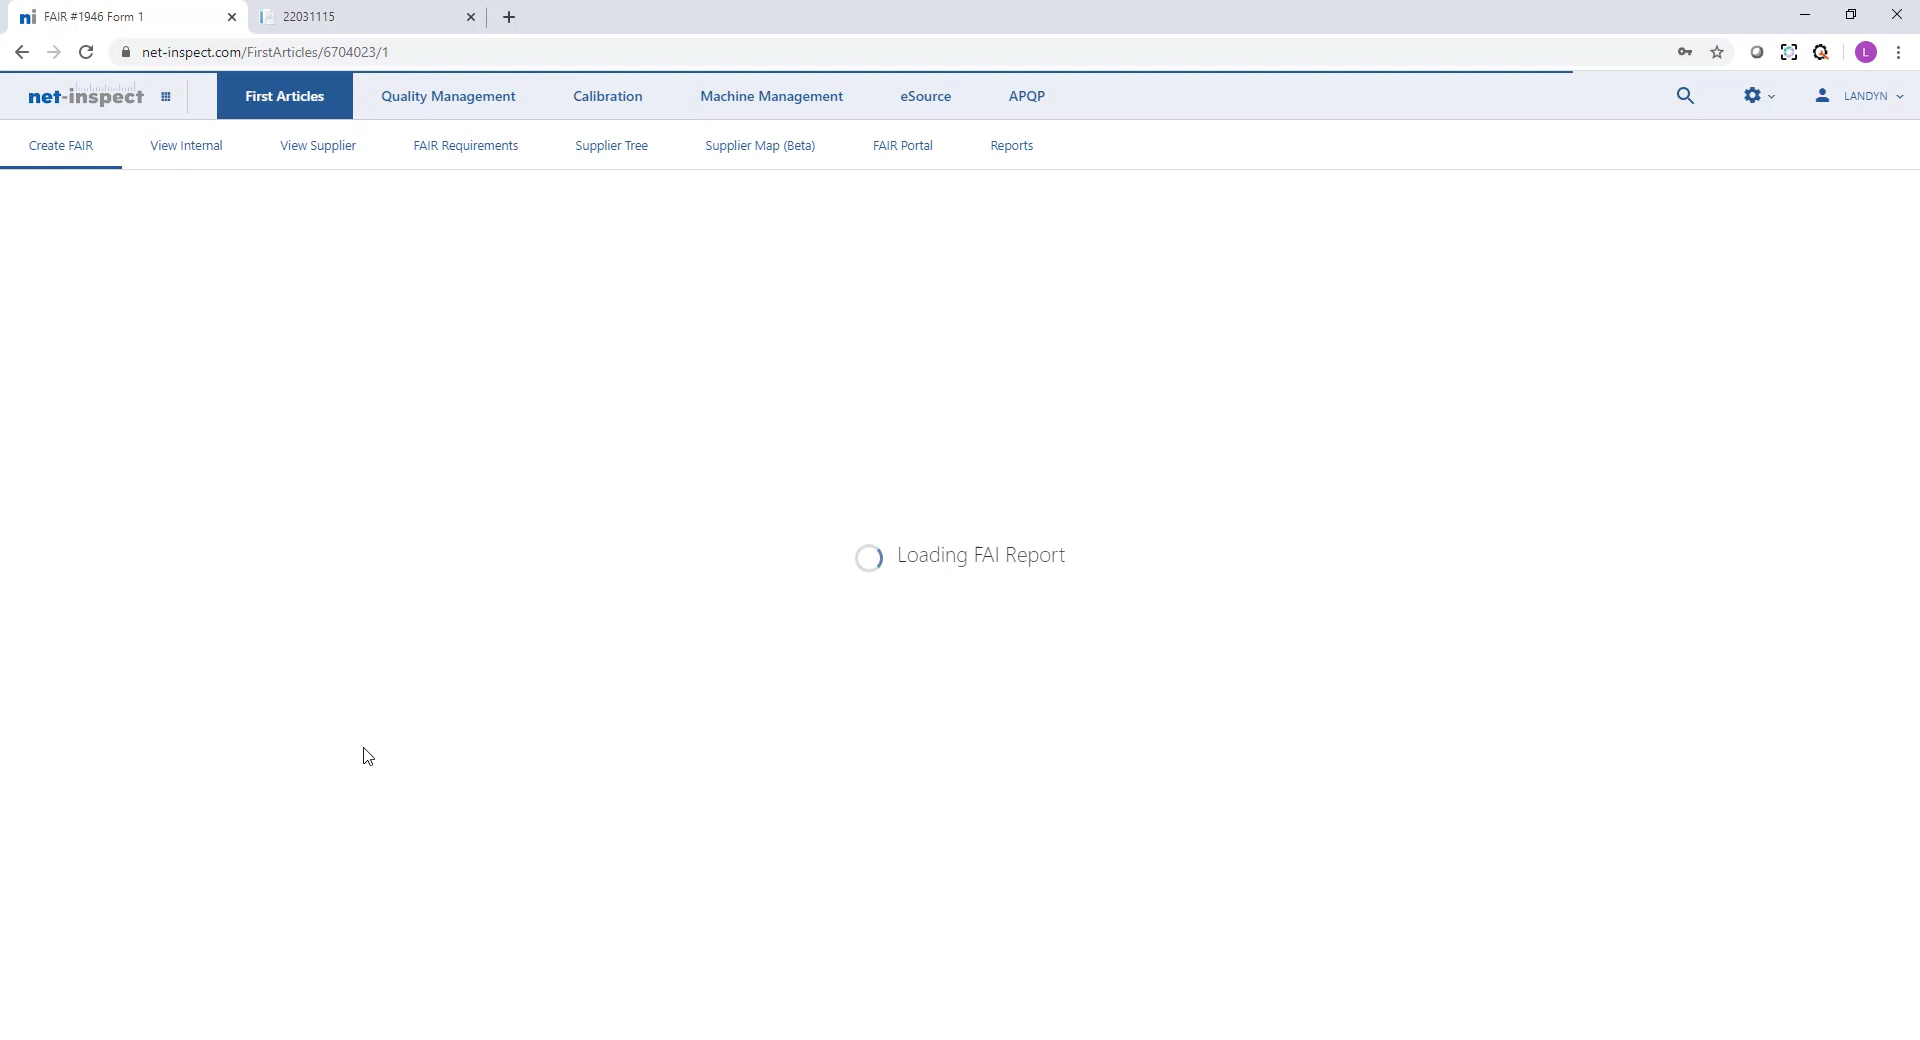 FAIR #1946 Form 1
22031115
net-inspect.com/FirstArticles/6704023/1
L
net-inspect
First Articles
Quality Management
Calibration
Machine Management
eSource
APQP
LANDYN
Create FAIR
View Internal
View Supplier
FAIR Requirements
Supplier Tree
Supplier Map (Beta)
FAIR Portal
Reports
Loading FAI Report